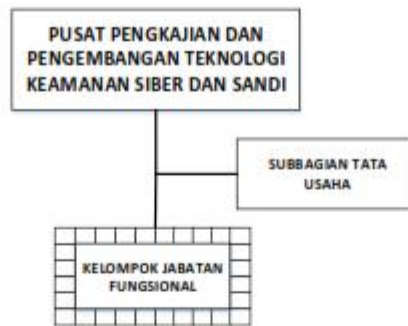 PUSAT PENGKAJIAN DAN
PENGEMBANGAN TEKNOLOGI
KEAMANAN SIBER DAN SANDI
SUBBAGIAN TATA
USAHA
KELOMPOK JABATAN
FUNGSIONAL